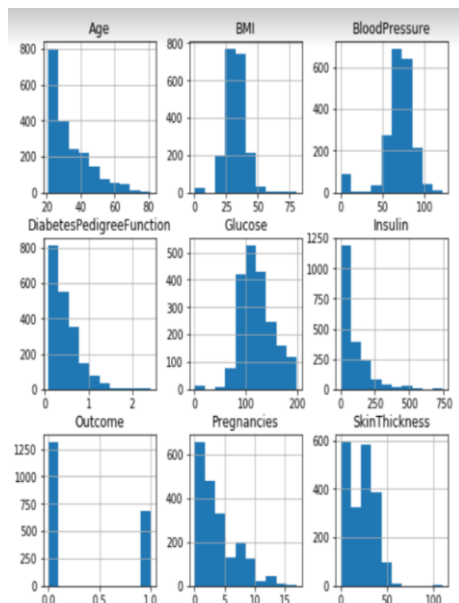 Age BMI BloodPressure
800 800
600 600 600
400 400 400
200 200 200
0 0 0
20 40 60 80 0 25 50 75 0 50 100
DiabetesPedigreeFunction Glucose Insulin
800 500 1250
600 400 1000
400 300 750
200 200 500
0 100 250
0 0
0 1 2 0 100 200 0 250 500 750
Outcome Pregnancies SkinThickness
1250 600 600
1000 400 400
750 200 200
500 0 0
250
0
0.0 0.5 1.0 0 5 10 15 0 50 100